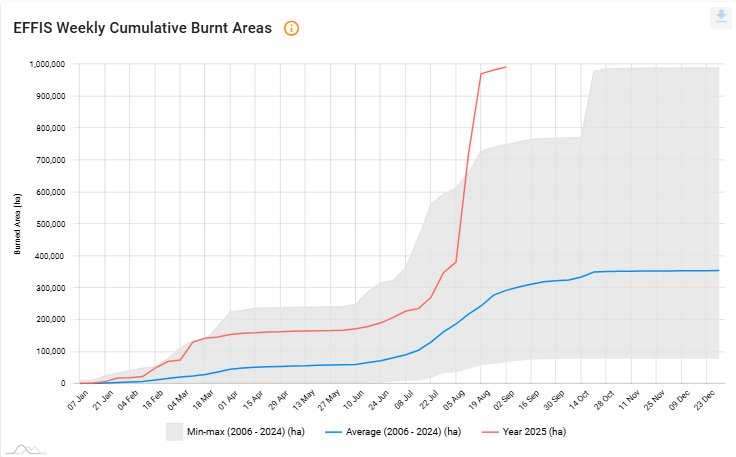 EFFIS Weekly Cumulative Burnt Areas
1,000,000
900,000
800,000
700,000
600,000
500,000
400,000
300,000
200,000
100,000
0
Burned Area (ha)
07 Jan
21 Jan
04 Feb
18 Feb
04 Mar
18 Mar
01 Apr
15 Apr
29 Apr
13 May
27 May
10 Jun
24 Jun
08 Jul
22 Jul
05 Aug
19 Aug
02 Sep
16 Sep
30 Sep
14 Oct
28 Oct
11 Nov
25 Nov
09 Dec
23 Dec
Min-max (2006 - 2024) (ha) Average (2006 - 2024) (ha) Year 2025 (ha)